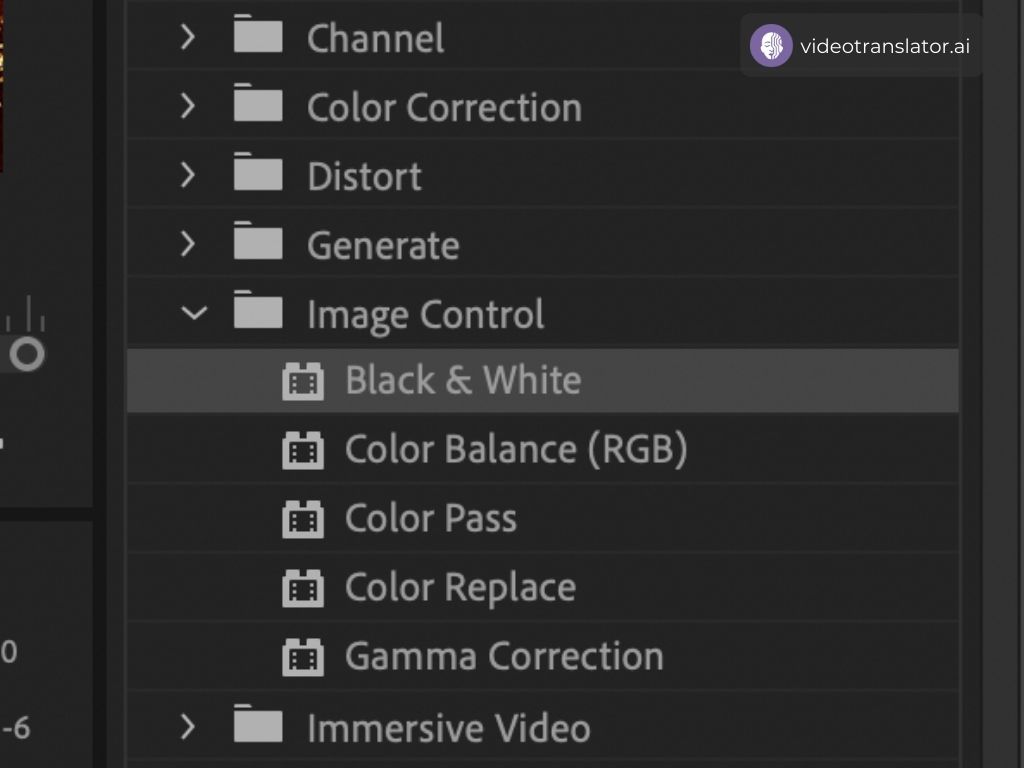 Channel
videotranslator.ai
Color Correction
Distort
Generate
Image Control
Black & White
Color Balance (RGB)
Color Pass
Color Replace
Gamma Correction
0
-6
Immersive Video